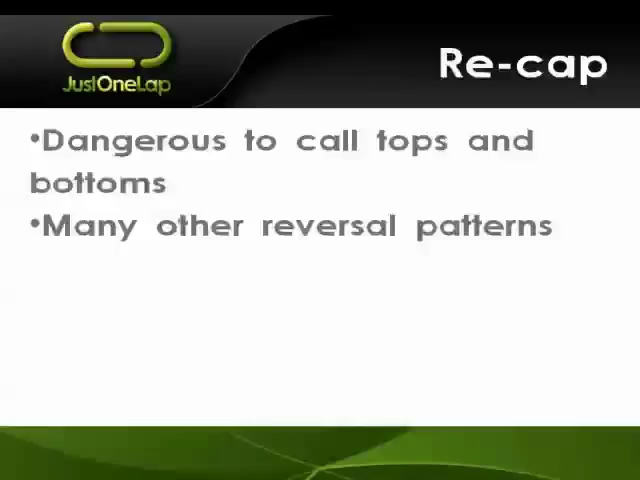 JustOneLap
Re-cap
•Dangerous to call tops and
bottoms
•Many other reversal patterns